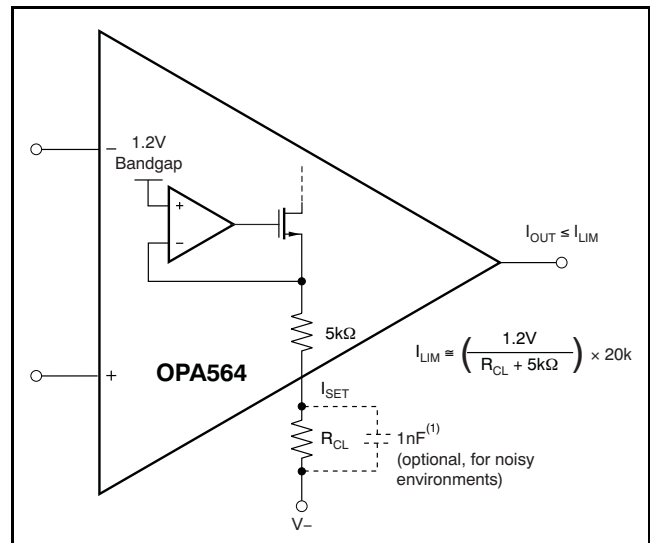 1.2V
Bandgap
−
+
−
+
OPA564
5kΩ
I_OUT ≤ I_LIM
I_LIM ≅ (1.2V / (R_CL + 5kΩ)) × 20k
I_SET
R_CL
1nF(1)
(optional, for noisy
environments)
V−